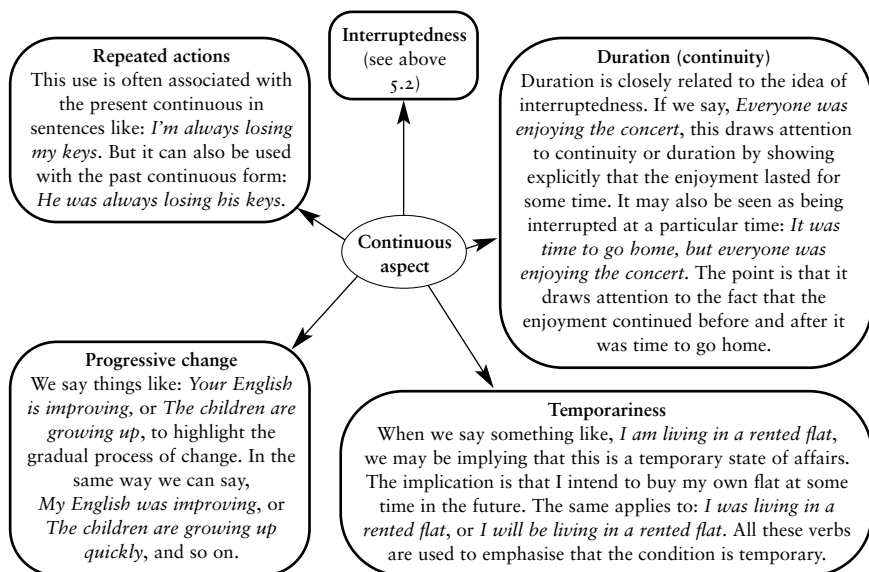 Repeated actions
This use is often associated with
the present continuous in
sentences like: I'm always losing
my keys. But it can also be used
with the past continuous form:
He was always losing his keys.
Interruptedness
(see above
5.2)
Duration (continuity)
Duration is closely related to the idea of
interruptedness. If we say, Everyone was
enjoying the concert, this draws attention
to continuity or duration by showing
explicitly that the enjoyment lasted for
some time. It may also be seen as being
interrupted at a particular time: It was
time to go home, but everyone was
enjoying the concert. The point is that it
draws attention to the fact that the
enjoyment continued before and after it
was time to go home.
Continuous
aspect
Progressive change
We say things like: Your English
is improving, or The children are
growing up, to highlight the
gradual process of change. In the
same way we can say,
My English was improving, or
The children are growing up
quickly, and so on.
Temporariness
When we say something like, I am living in a rented flat,
we may be implying that this is a temporary state of affairs.
The implication is that I intend to buy my own flat at some
time in the future. The same applies to: I was living in a
rented flat, or I will be living in a rented flat. All these verbs
are used to emphasise that the condition is temporary.